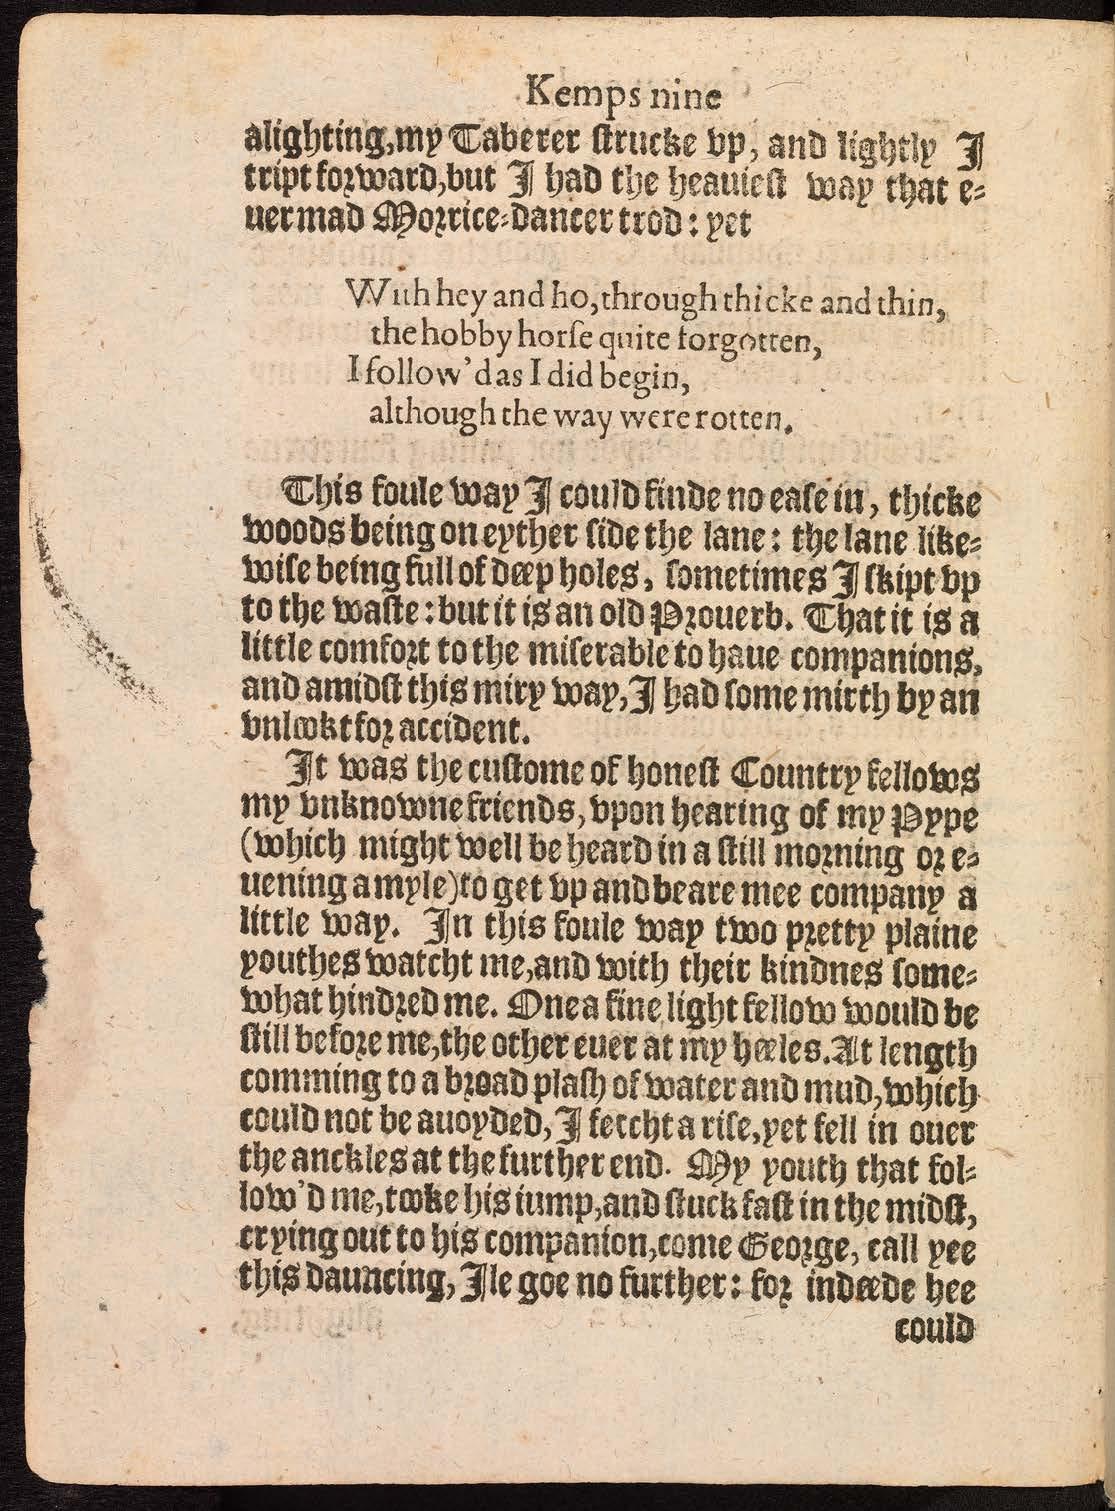 Kemps nine
alighting,my Taberer strucke vp, and lightly I
tript forward,but I had the heauiest way that e-
uer mad Morrice-dancer trod: yet
With hey and ho, through thicke and thin,
the hobby horſe quite forgotten,
I follow'd as I did begin,
although the way were rotten.
This foule way I could finde no eaſe in, thicke
woods being on eyther ſide the lane: the lane like-
wiſe being full of deep holes, ſometimes I ſkipt vp
to the waſte: but it is an old Prouerb. That it is a
little comfort to the miſerable to haue companions,
and amidſt this miry way,I had ſome mirth by an
vnlookt for accident.
It was the cuſtome of honeſt Country fellows
my vnknowne friends, vpon hearing of my Pype
(which might well be heard in a ſtill morning or e-
uening a myle) to get vp and beare mee company a
little way. In this foule way two pretty plaine
youthes watcht me,and with their kindnes ſome-
what hindred me. One a fine light fellow would be
ſtill before me,the other euer at my heeles. At length
comming to a broad plaſh of water and mud, which
could not be auoyded, I fetcht a riſe,yet fell in ouer
the anckles at the further end. My youth that fol-
low'd me,tooke his iump,and ſtuck faſt in the midſt,
crying out to his companion,come George, call yee
this dauncing, Ile goe no further: for indeede hee
could